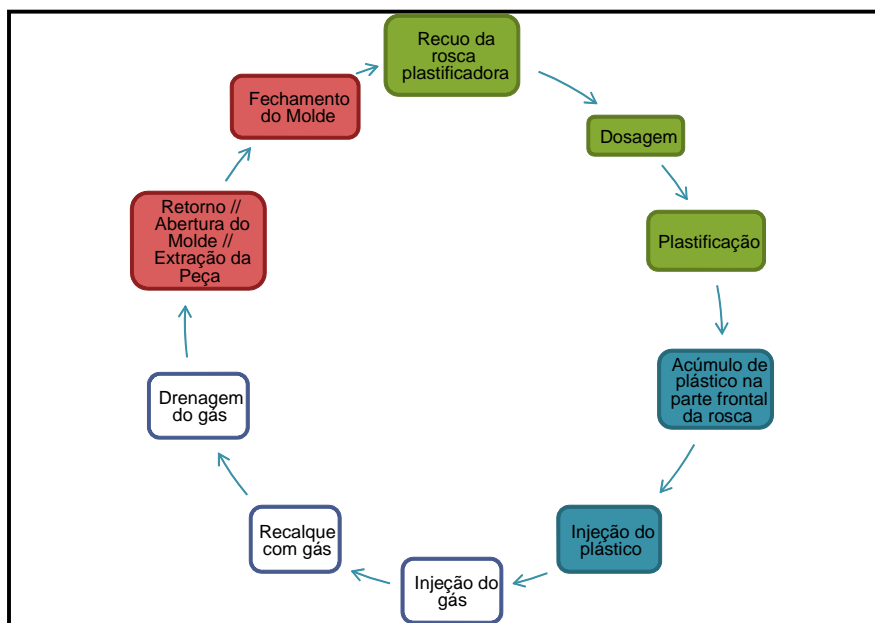 Recuo da
rosca
plastificadora
Dosagem
Plastificação
Acúmulo de
plástico na
parte frontal
da rosca
Injeção do
plástico
Injeção do
gás
Recalque
com gás
Drenagem
do gás
Retorno //
Abertura do
Molde //
Extração da
Peça
Fechamento
do Molde